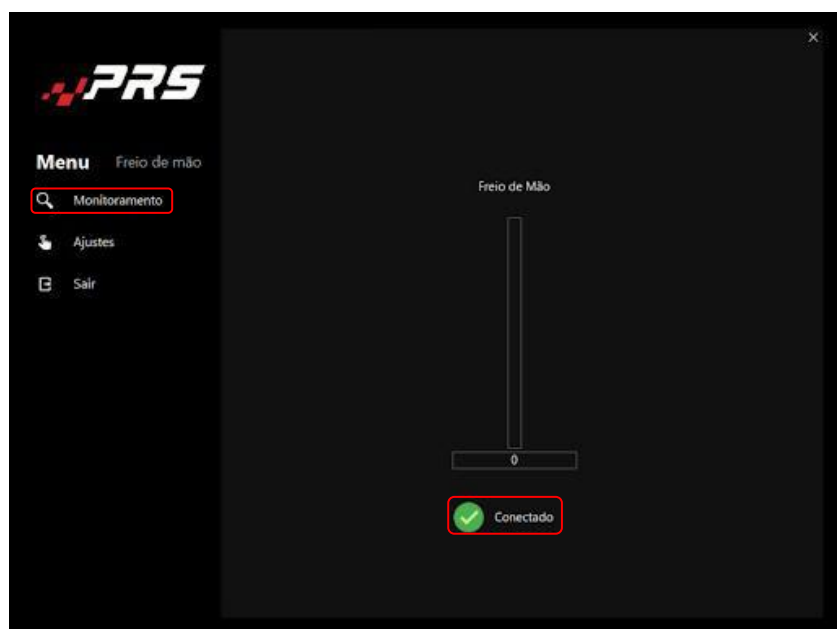 ×
PRS
Menu Freio de mão
Monitoramento
Ajustes
Sair
Freio de Mão
0
Conectado